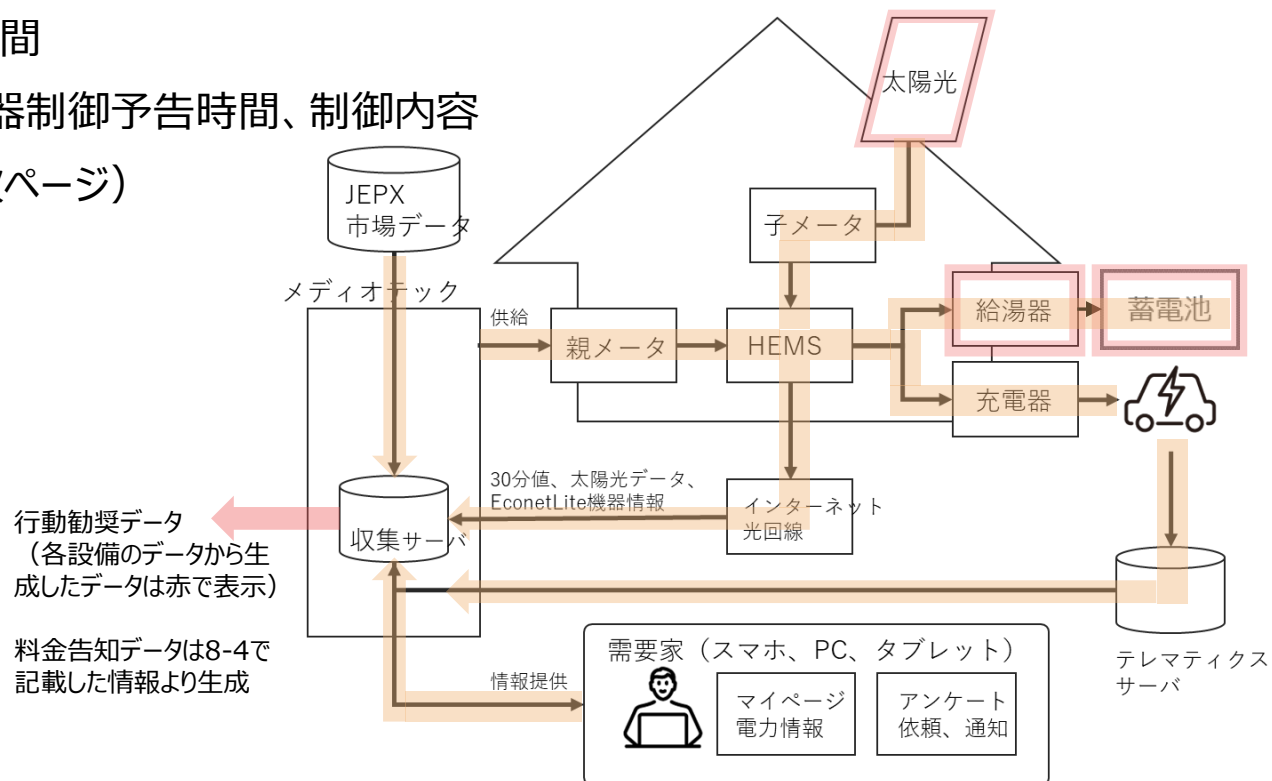 間
器制御予告時間、制御内容
ページ）
太陽光
JEPX
市場データ
子メータ
メディオテック
供給
親メータ
HEMS
給湯器
蓄電池
充電器
30分値、太陽光データ、
EconetLite機器情報
インターネット
光回線
収集サーバ
行動勧奨データ
（各設備のデータから生
成したデータは赤で表示）
料金告知データは8-4で
記載した情報より生成
情報提供
需要家（スマホ、PC、タブレット）
マイページ
電力情報
アンケート
依頼、通知
テレマティクス
サーバ